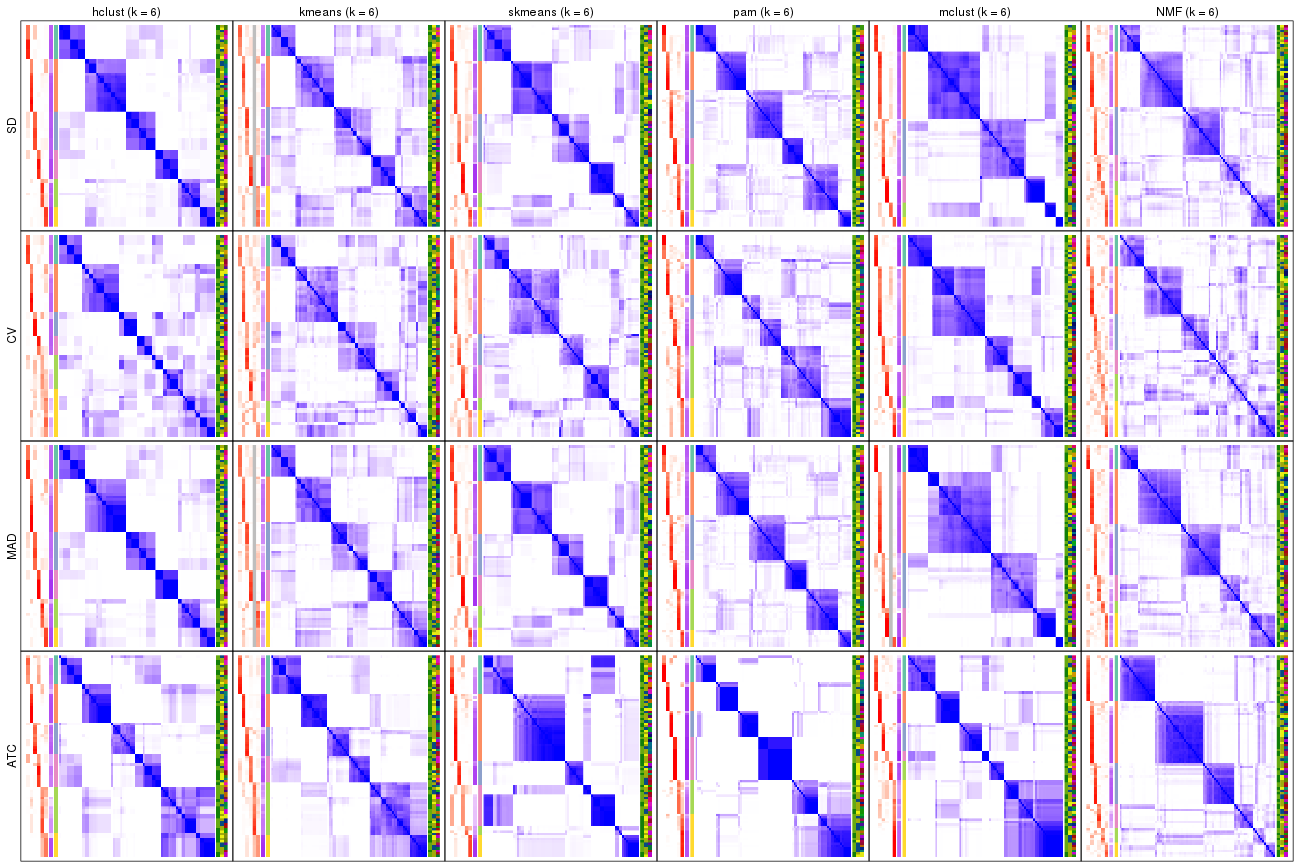 hclust (k = 6) kmeans (k = 6) skmeans (k = 6) pam (k = 6) mclust (k = 6) NMF (k = 6)
SD
CV
MAD
ATC